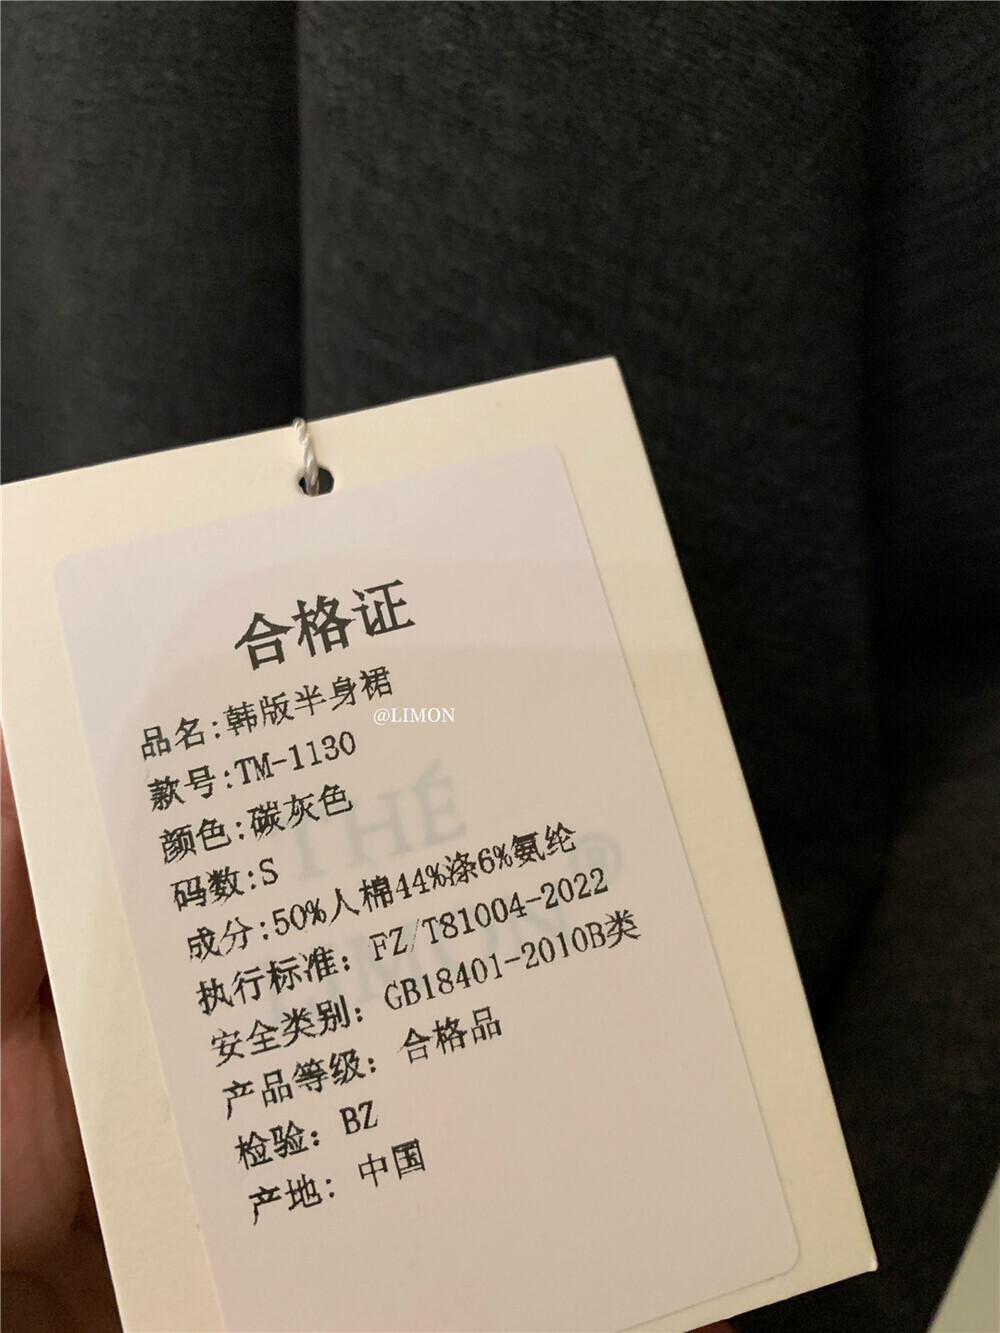 合格证
品名:韩版半身裙
@LIMON
款号:TM-1130
颜色:碳灰色
码数:S
成分:50%人棉44%涤6%氨纶
执行标准: FZ/T81004-2022
安全类别: GB18401-2010B类
产品等级: 合格品
检验: BZ
产地: 中国
THÉ